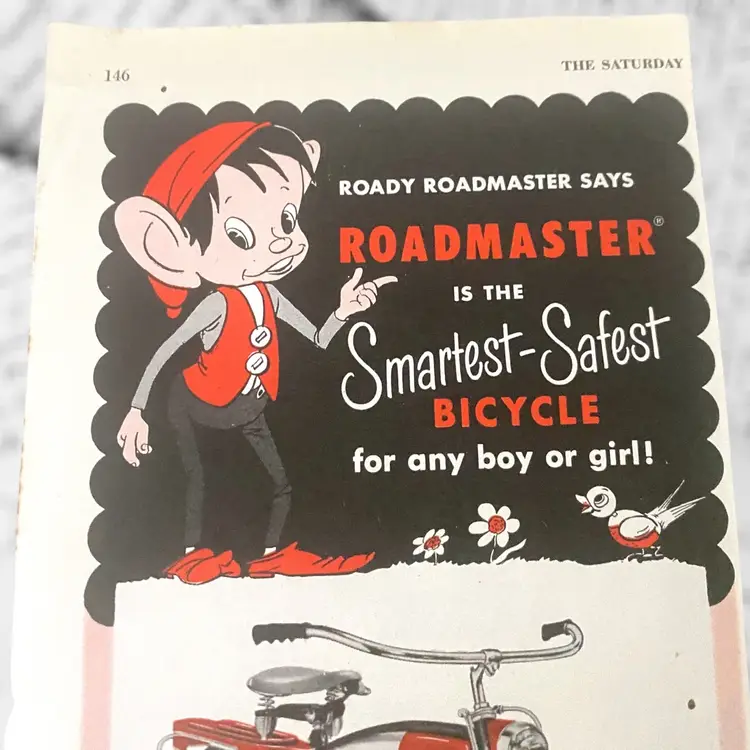 146
THE SATURDAY
ROADY ROADMASTER SAYS
ROADMASTER®
IS THE
Smartest-Safest
BICYCLE
for any boy or girl!